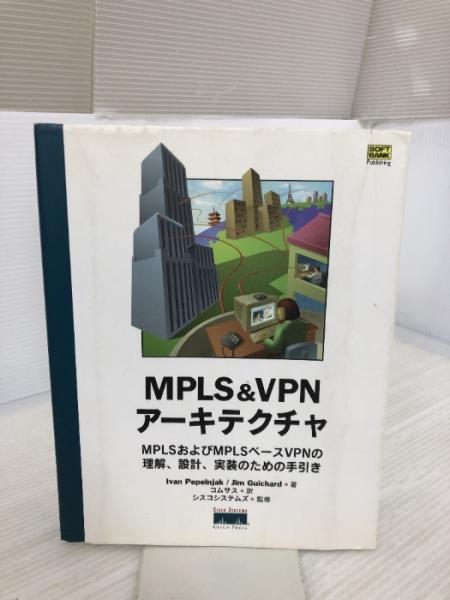 SOFT
BANK
Publishing
MPLS&VPN
アーキテクチャ
MPLSおよびMPLSベースVPNの
理解、設計、実装のための手引き
Ivan Pepelnjak / Jim Guichard • 著
コムサス • 訳
シスコシステムズ • 監修
CISCO SYSTEMS
CISCO PRESS